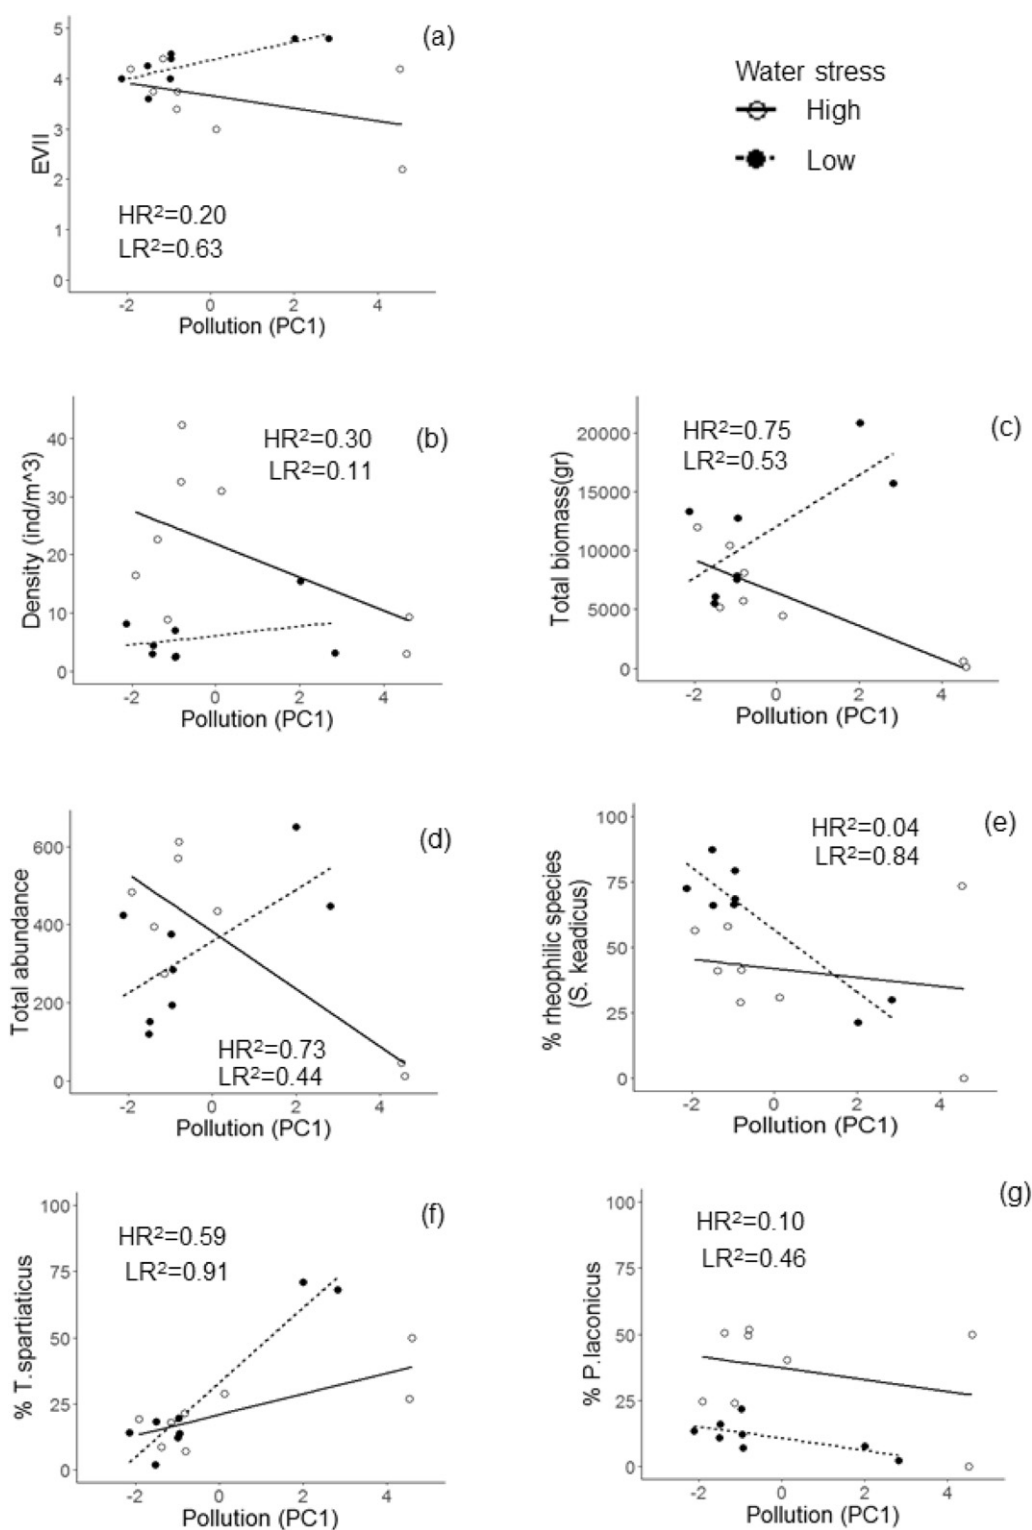 (a)
5
4
3
2
1
0
EVII
HR²=0.20
LR²=0.63
-2 0 2 4
Pollution (PC1)
Water stress
High
Low
(b)
40
30
20
10
0
Density (ind/m^3)
HR²=0.30
LR²=0.11
-2 0 2 4
Pollution (PC1)
(c)
20000
15000
10000
5000
0
Total biomass(gr)
HR²=0.75
LR²=0.53
-2 0 2 4
Pollution (PC1)
(d)
600
400
200
0
Total abundance
HR²=0.73
LR²=0.44
-2 0 2 4
Pollution (PC1)
(e)
100
75
50
25
0
% rheophilic species
(S. keadicus)
HR²=0.04
LR²=0.84
-2 0 2 4
Pollution (PC1)
(f)
100
75
50
25
0
% T.spartiaticus
HR²=0.59
LR²=0.91
-2 0 2 4
Pollution (PC1)
(g)
100
75
50
25
0
% P.laconicus
HR²=0.10
LR²=0.46
-2 0 2 4
Pollution (PC1)